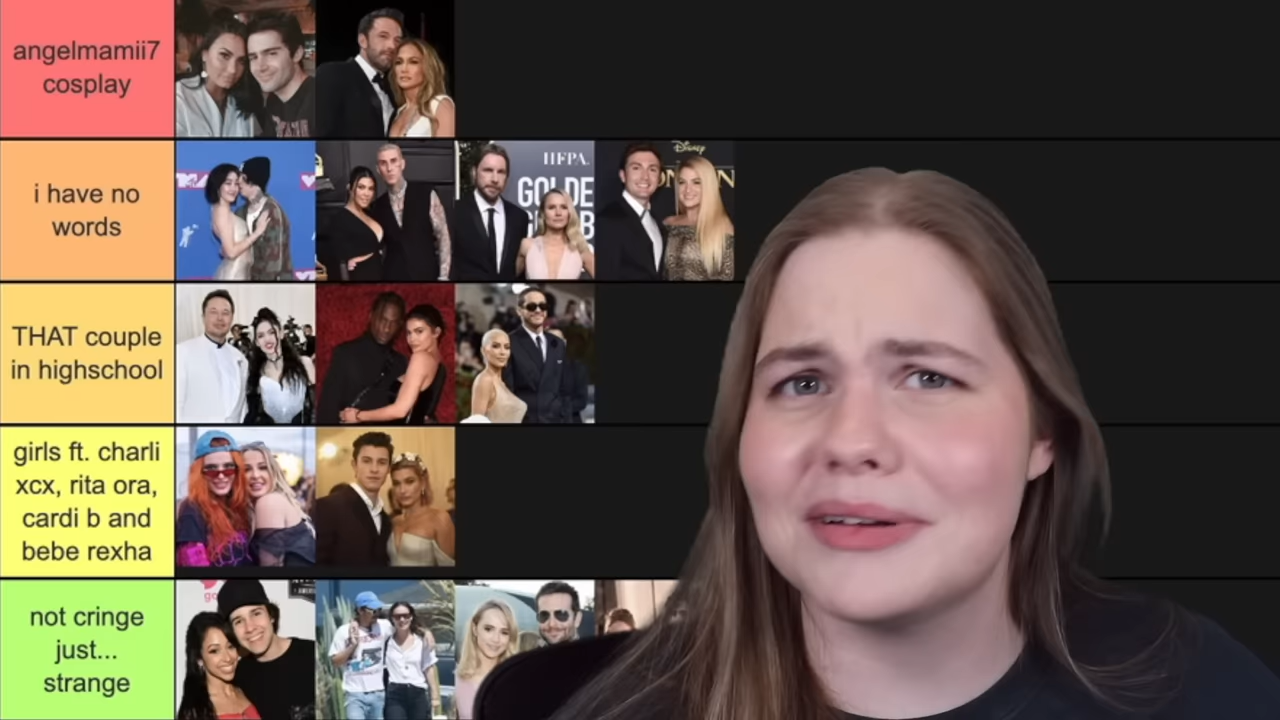 angelmamii7
cosplay
i have no
words
HFPA.
GOLDE
Disney
THAT couple
in highschool
girls ft. charli
xcx, rita ora,
cardi b and
bebe rexha
not cringe
just...
strange